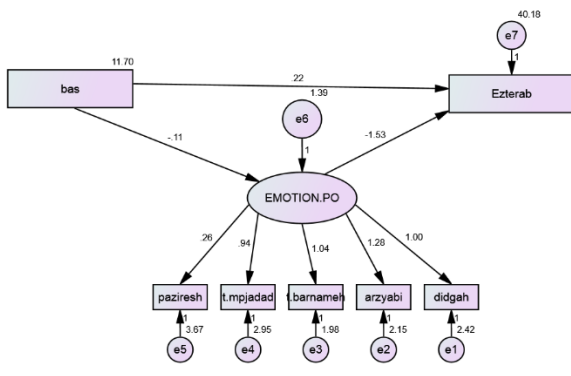 40.18
e7
1
11.70
bas
.22
Ezterab
1.39
e6
1
-.11
-1.53
EMOTION.PO
.26
.94
1.04
1.28
1.00
paziresh
t.mpjadad
t.barnameh
arzyabi
didgah
1
3.67
1
2.95
1
1.98
1
2.15
1
2.42
e5
e4
e3
e2
e1